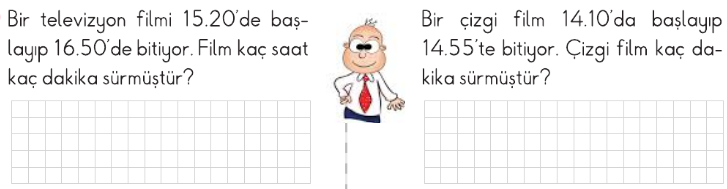 Bir televizyon filmi 15.20'de baş-
layıp 16.50'de bitiyor. Film kaç saat
kaç dakika sürmüştür?
Bir çizgi film 14.10'da başlayıp
14.55'te bitiyor. Çizgi film kaç da-
kika sürmüştür?